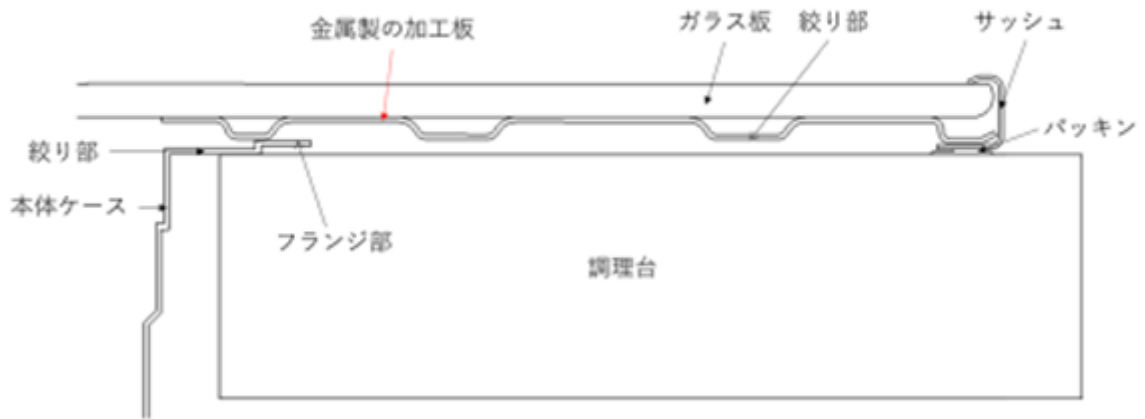 金属製の加工板
ガラス板
絞り部
サッシュ
パッキン
絞り部
本体ケース
フランジ部
調理台